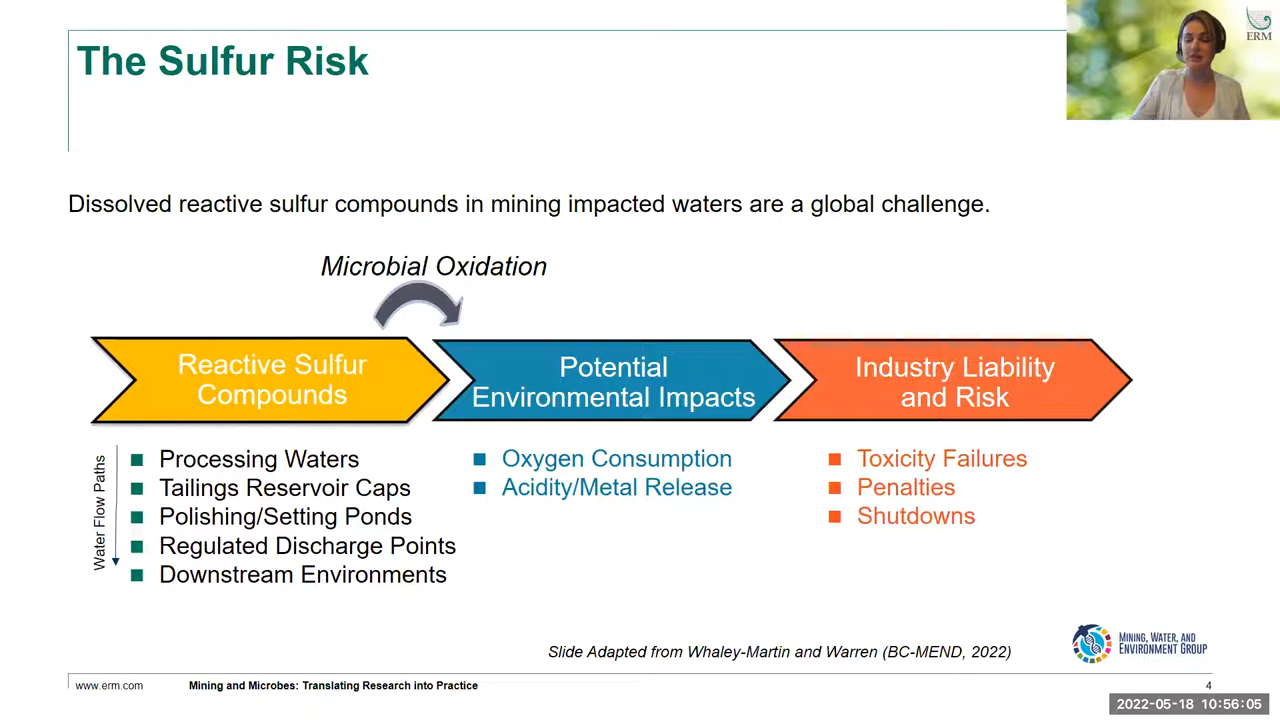 The Sulfur Risk
ERM
Dissolved reactive sulfur compounds in mining impacted waters are a global challenge.
Microbial Oxidation
Reactive Sulfur
Compounds
Potential
Environmental Impacts
Industry Liability
and Risk
Water Flow Paths
Processing Waters
Tailings Reservoir Caps
Polishing/Setting Ponds
Regulated Discharge Points
Downstream Environments
Oxygen Consumption
Acidity/Metal Release
Toxicity Failures
Penalties
Shutdowns
Slide Adapted from Whaley-Martin and Warren (BC-MEND, 2022)
MINING, WATER, AND
ENVIRONMENT GROUP
www.erm.com
Mining and Microbes: Translating Research into Practice
4
2022-05-18 10:56:05